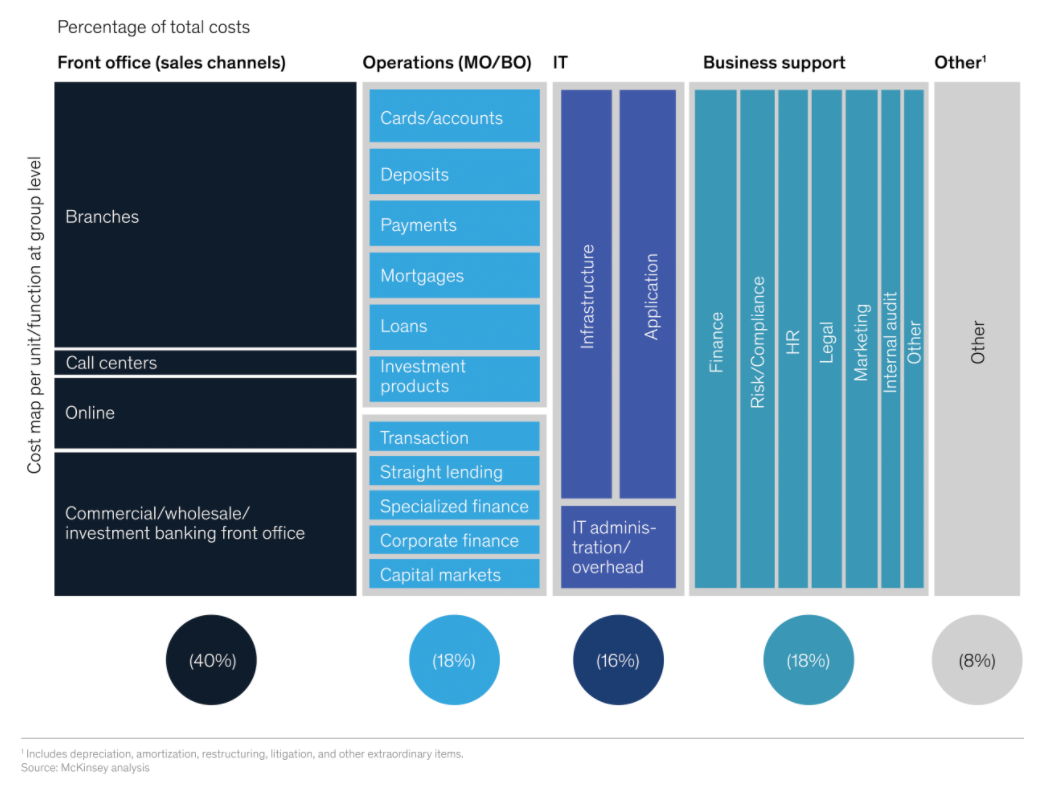 Percentage of total costs
Front office (sales channels)
Operations (MO/BO)
IT
Business support
Other¹
Cost map per unit/function at group level
Branches
Call centers
Online
Commercial/wholesale/
investment banking front office
Cards/accounts
Deposits
Payments
Mortgages
Loans
Investment
products
Transaction
Straight lending
Specialized finance
Corporate finance
Capital markets
Infrastructure
Application
IT adminis-
tration/
overhead
Finance
Risk/Compliance
HR
Legal
Marketing
Internal audit
Other
Other
(40%)
(18%)
(16%)
(18%)
(8%)
¹ Includes depreciation, amortization, restructuring, litigation, and other extraordinary items.
Source: McKinsey analysis